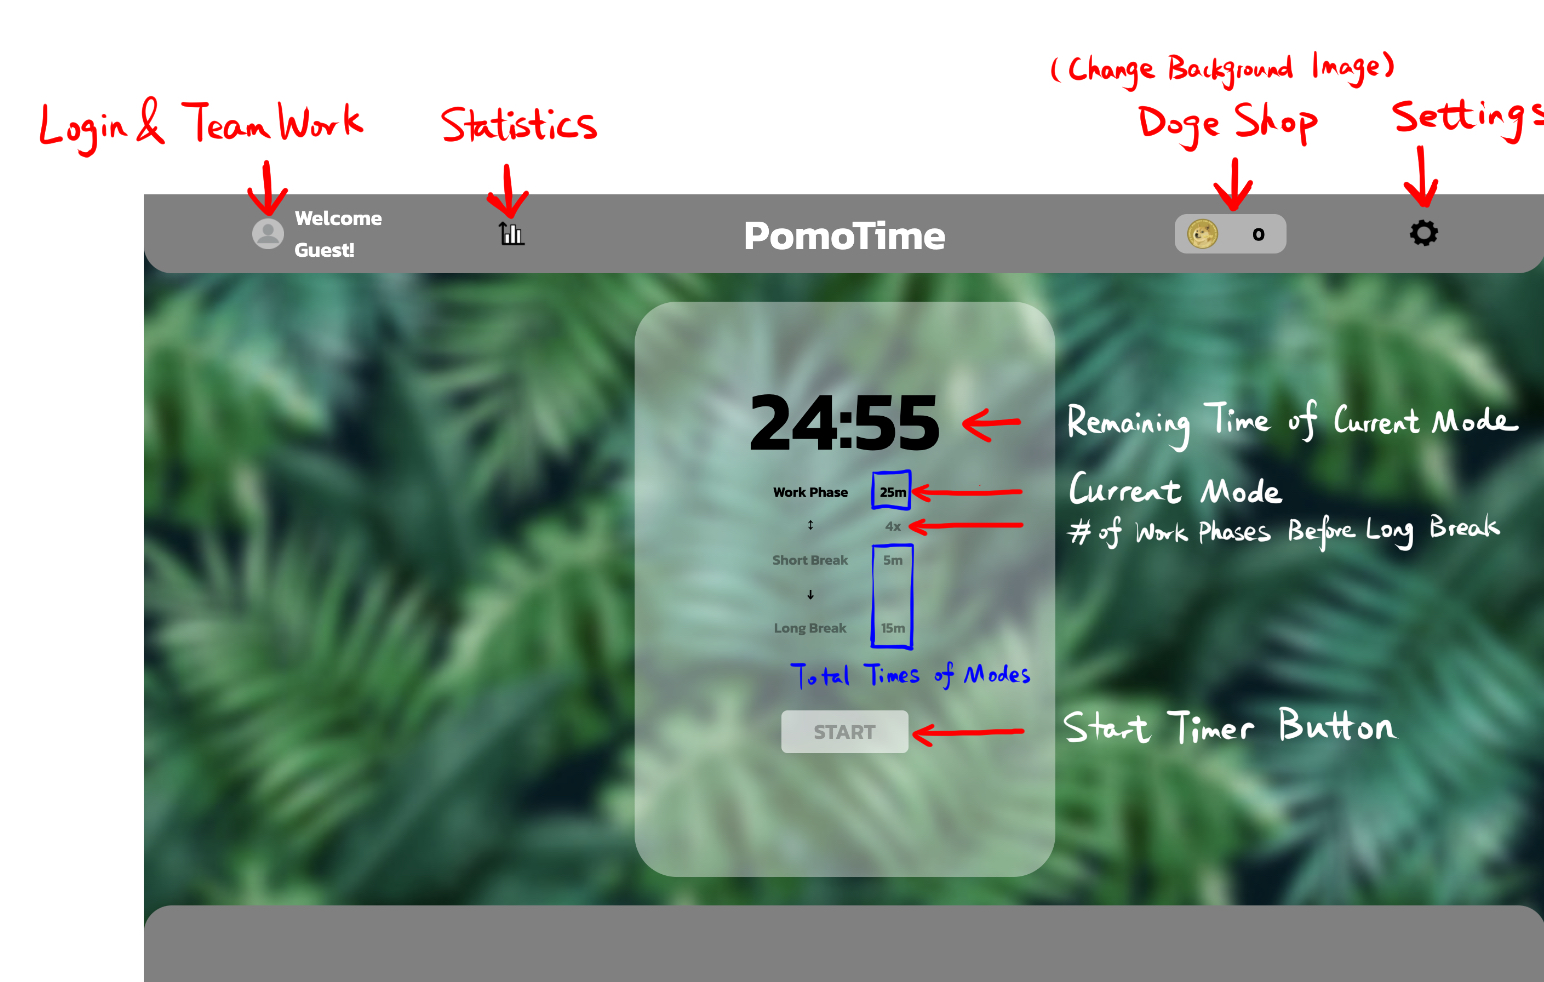 (Change Background Image)
Login & TeamWork
Statistics
Doge Shop
Settings
Welcome
Guest!
PomoTime
0
24:55
Remaining Time of Current Mode
Work Phase 25m
Current Mode
↕ 4x
# of Work Phases Before Long Break
Short Break 5m
↓
Long Break 15m
Total Times of Modes
START
Start Timer Button